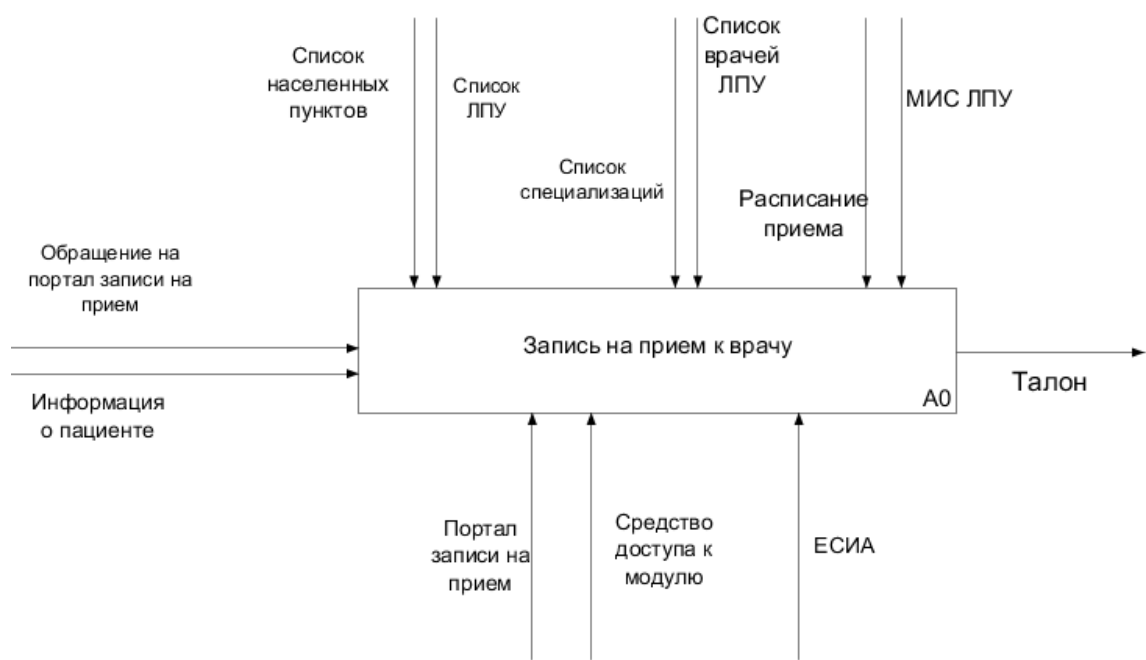 Список
населенных
пунктов
Список
ЛПУ
Список
специализаций
Список
врачей
ЛПУ
Расписание
приема
МИС ЛПУ
Обращение на
портал записи на
прием
Информация
о пациенте
Запись на прием к врачу
A0
Талон
Портал
записи на
прием
Средство
доступа к
модулю
ЕСИА